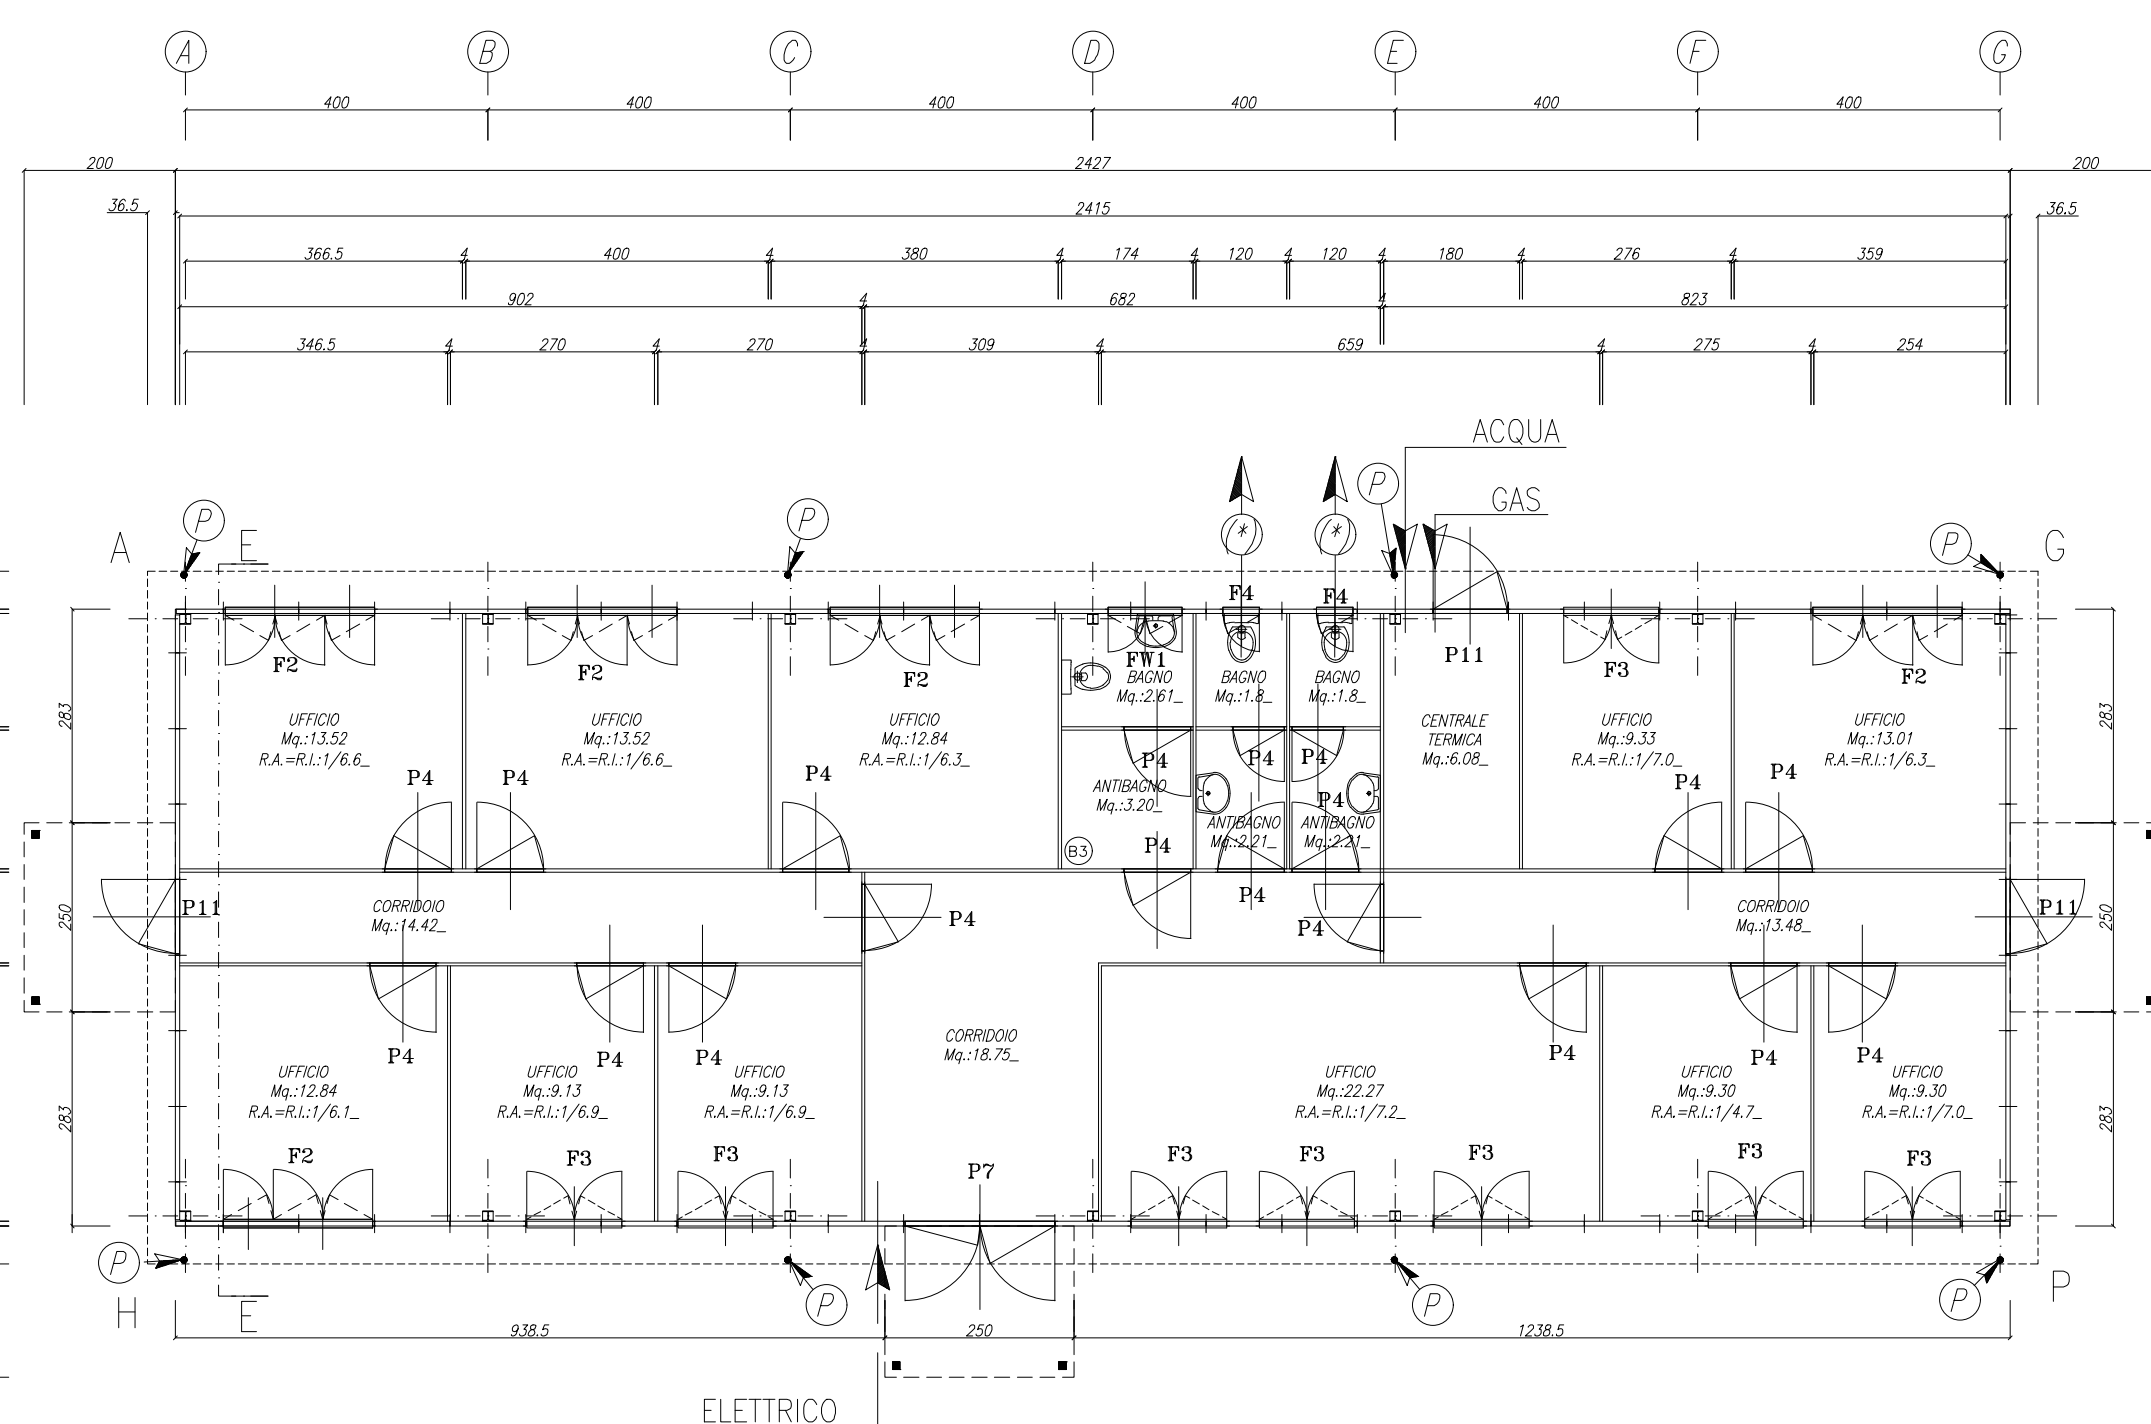 A B C D E F G
400 400 400 400 400 400
200 2427 200
36.5 2415 36.5
366.5 4 400 4 380 4 174 4 120 4 120 4 180 4 276 4 359
902 4 682 4 823
346.5 4 270 4 270 4 309 4 659 4 275 4 254
ACQUA
P
GAS
P P
(*) (*)
A E P G
F4 F4
F2 F2 F2 FW1 P11 F3 F2
BAGNO BAGNO BAGNO
Mq.:2.61_ Mq.:1.8_ Mq.:1.8_
283 283
UFFICIO UFFICIO UFFICIO CENTRALE UFFICIO UFFICIO
Mq.:13.52 Mq.:13.52 Mq.:12.84 TERMICA Mq.:9.33 Mq.:13.01
R.A.=R.I.:1/6.6_ R.A.=R.I.:1/6.6_ R.A.=R.I.:1/6.3_ Mq.:6.08_ R.A.=R.I.:1/7.0_ R.A.=R.I.:1/6.3_
P4 P4 P4 P4 P4 P4 P4 P4
ANTIBAGNO P4
Mq.:3.20_
ANTIBAGNO ANTIBAGNO
Mq.:2.21_ Mq.:2.21_
B3 P4
P4
P11 CORRIDOIO P4 P4 CORRIDOIO P11
Mq.:14.42_ Mq.:13.48_
250 250
CORRIDOIO
Mq.:18.75_
P4 P4 P4 P4 P4 P4
UFFICIO UFFICIO UFFICIO UFFICIO UFFICIO UFFICIO
Mq.:12.84 Mq.:9.13 Mq.:9.13 Mq.:22.27 Mq.:9.30 Mq.:9.30
R.A.=R.I.:1/6.1_ R.A.=R.I.:1/6.9_ R.A.=R.I.:1/6.9_ R.A.=R.I.:1/7.2_ R.A.=R.I.:1/4.7_ R.A.=R.I.:1/7.0_
283 283
F2 F3 F3 P7 F3 F3 F3 F3 F3
P
H E P P P P
938.5 250 1238.5
ELETTRICO